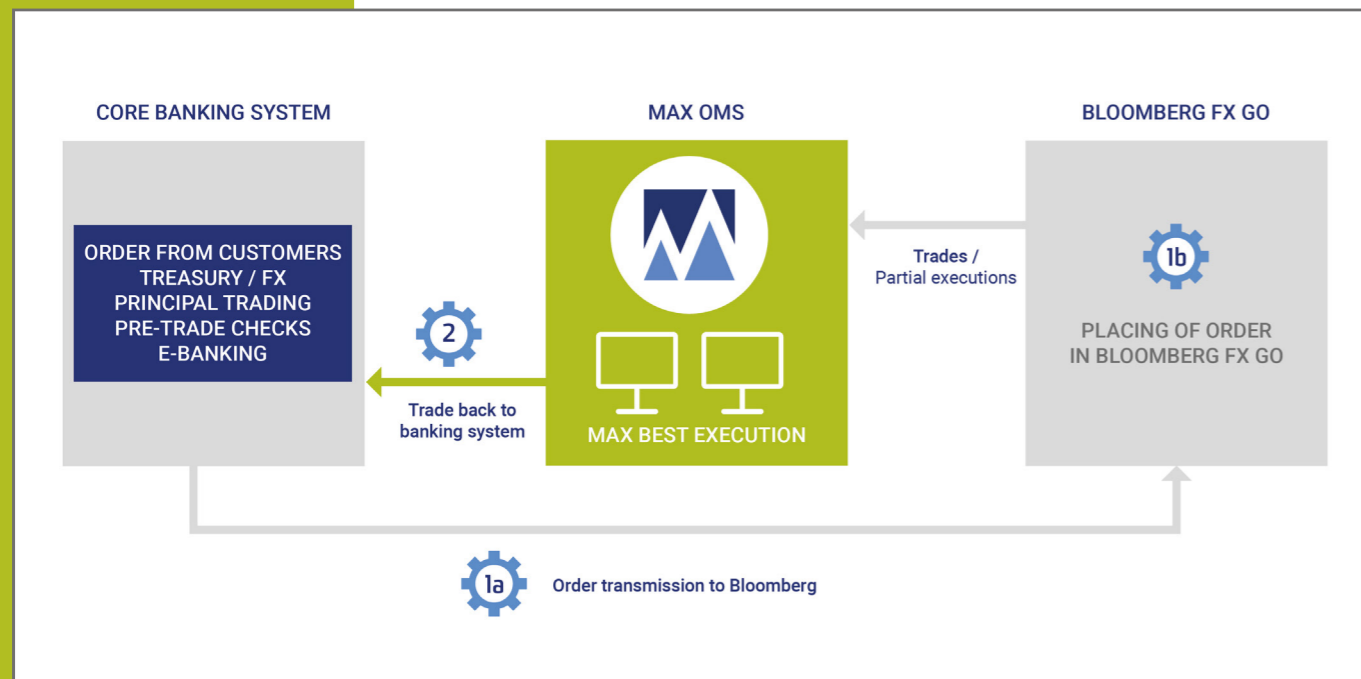 CORE BANKING SYSTEM
MAX OMS
BLOOMBERG FX GO
ORDER FROM CUSTOMERS
TREASURY / FX
PRINCIPAL TRADING
PRE-TRADE CHECKS
E-BANKING
2
Trade back to
banking system
MAX BEST EXECUTION
Trades /
Partial executions
1b
PLACING OF ORDER
IN BLOOMBERG FX GO
1a
Order transmission to Bloomberg